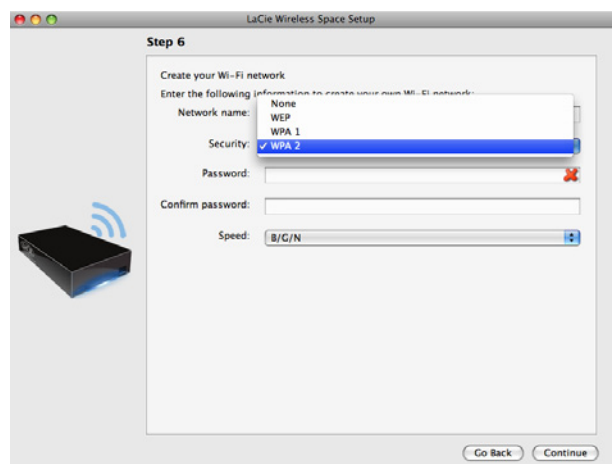 LaCie Wireless Space Setup
Step 6
Create your Wi-Fi network
Enter the following information to create your own Wi-Fi network:
Network name:
None
WEP
WPA 1
Security:
✓ WPA 2
Password:
Confirm password:
Speed:
B/G/N
Go Back
Continue